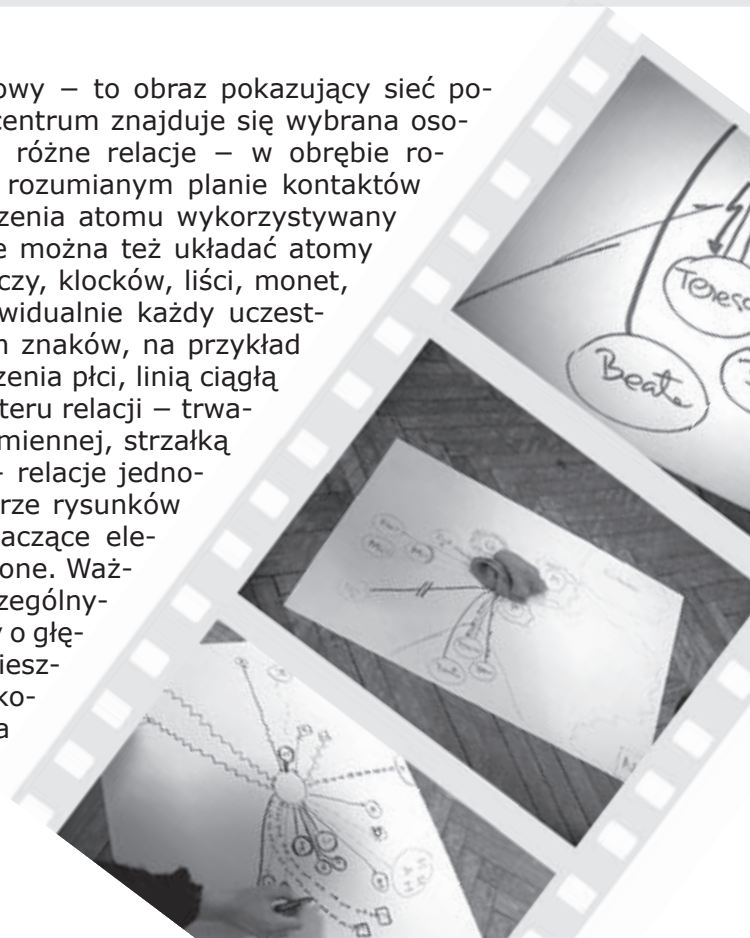 owy – to obraz pokazujący sieć po-
centrum znajduje się wybrana oso-
różne relacje – w obrębie ro-
rozumianym planie kontaktów
zenia atomu wykorzystywany
e można też układać atomy
czy, klocków, liści, monet,
widualnie każdy uczest-
n znaków, na przykład
zenia płci, linią ciągłą
teru relacji – trwa-
miennej, strzałką
- relacje jedno-
rze rysunków
aczące ele-
one. Waż-
zególny-
y o głę-
iesz-
ko-
a
Teresa
Beata